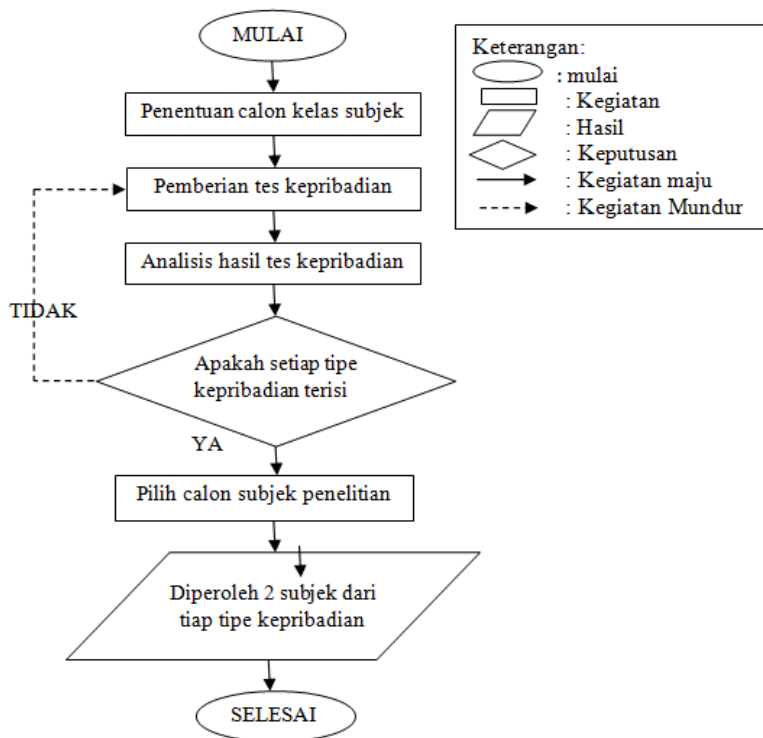 MULAI
Penentuan calon kelas subjek
Pemberian tes kepribadian
Analisis hasil tes kepribadian
TIDAK
Apakah setiap tipe
kepribadian terisi
YA
Pilih calon subjek penelitian
Diperoleh 2 subjek dari
tiap tipe kepribadian
SELESAI
Keterangan:
: mulai
: Kegiatan
: Hasil
: Keputusan
: Kegiatan maju
: Kegiatan Mundur